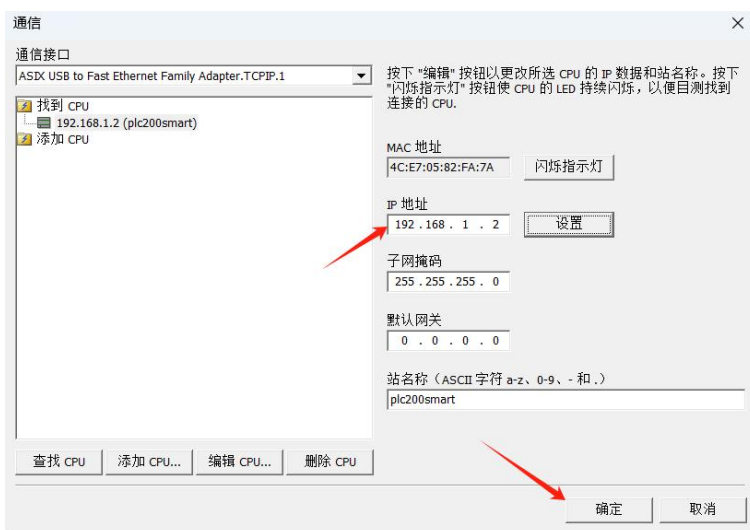 通信
通信接口
ASIX USB to Fast Ethernet Family Adapter.TCPIP.1
找到 CPU
192.168.1.2 (plc200smart)
添加 CPU
查找 CPU
添加 CPU...
编辑 CPU...
删除 CPU
按下 "编辑" 按钮以更改所选 CPU 的 IP 数据和站名称。按下
"闪烁指示灯" 按钮使 CPU 的 LED 持续闪烁，以便目测找到
连接的 CPU.
MAC 地址
4C:E7:05:82:FA:7A
闪烁指示灯
IP 地址
192 . 168 . 1 . 2
设置
子网掩码
255 . 255 . 255 . 0
默认网关
0 . 0 . 0 . 0
站名称（ASCII 字符 a-z、0-9、- 和 .）
plc200smart
确定
取消